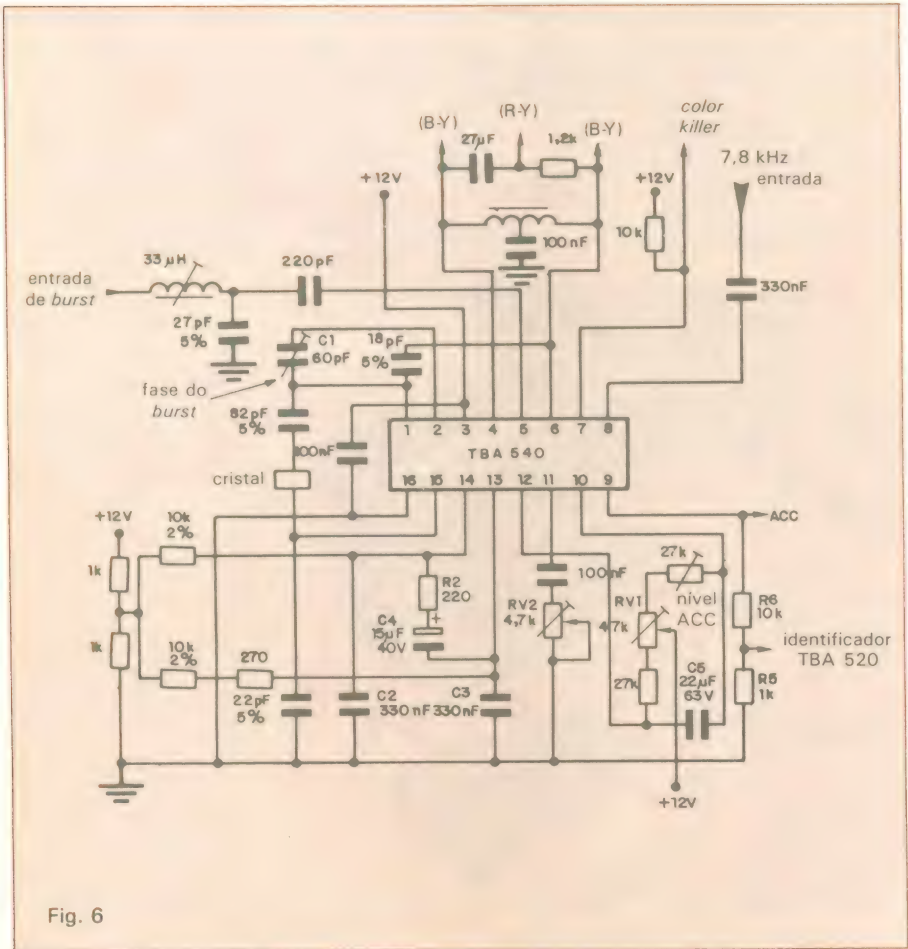 color
killer
(B-Y)
(R-Y)
(B-Y)
7,8 kHz
entrada
27µF
1,2k
+12V
+12V
10k
100nF
330nF
33 µH
220pF
entrada
de burst
27pF
5%
C1
60pF
18pF
5%
fase do
burst
82pF
5%
100nF
1 2 3 4 5 6 7 8
TBA 540
16 15 14 13 12 11 10 9
cristal
ACC
+12V
10k
2%
1k
1k
10k
2%
270
R2
220
C4
15µF
40V
+
100nF
RV2
4,7k
27k
nivel
ACC
RV1
4,7k
27k
R6
10k
identificador
TBA 520
R5
1k
C5
22µF
63V
22pF
5%
C2
330nF
C3
330nF
+12V
Fig. 6